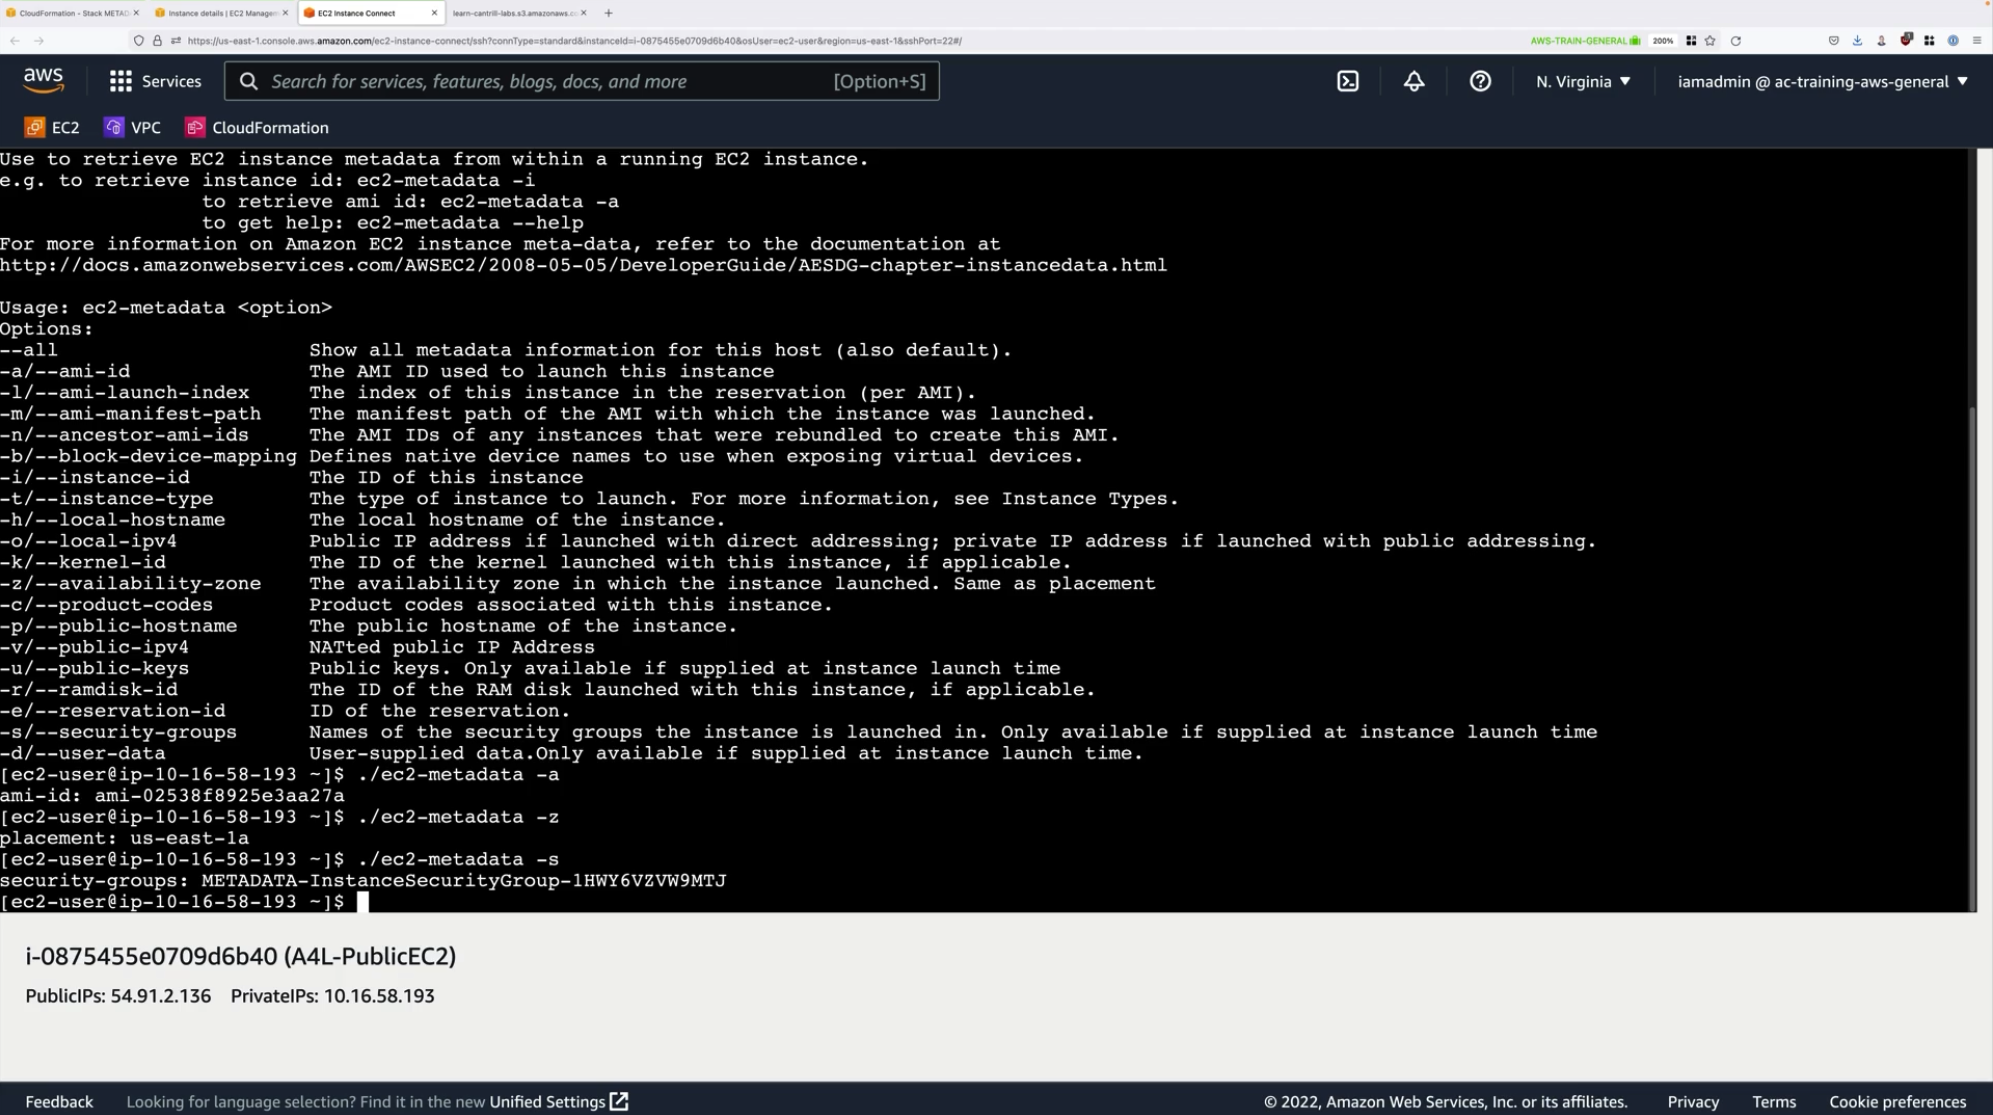 CloudFormation - Stack METAD
Instance details | EC2 Managem
EC2 Instance Connect
learn-cantrill-labs.s3.amazonaws.c
https://us-east-1.console.aws.amazon.com/ec2-instance-connect/ssh?connType=standard&instanceId=i-0875455e0709d6b40&osUser=ec2-user&region=us-east-1&sshPort=22#/
AWS-TRAIN-GENERAL
200%
aws
Services
Search for services, features, blogs, docs, and more
[Option+S]
N. Virginia
iamadmin @ ac-training-aws-general
EC2
VPC
CloudFormation
Use to retrieve EC2 instance metadata from within a running EC2 instance.
e.g. to retrieve instance id: ec2-metadata -i
to retrieve ami id: ec2-metadata -a
to get help: ec2-metadata --help
For more information on Amazon EC2 instance meta-data, refer to the documentation at
http://docs.amazonwebservices.com/AWSEC2/2008-05-05/DeveloperGuide/AESDG-chapter-instancedata.html
Usage: ec2-metadata <option>
Options:
--all Show all metadata information for this host (also default).
-a/--ami-id The AMI ID used to launch this instance
-l/--ami-launch-index The index of this instance in the reservation (per AMI).
-m/--ami-manifest-path The manifest path of the AMI with which the instance was launched.
-n/--ancestor-ami-ids The AMI IDs of any instances that were rebundled to create this AMI.
-b/--block-device-mapping Defines native device names to use when exposing virtual devices.
-i/--instance-id The ID of this instance
-t/--instance-type The type of instance to launch. For more information, see Instance Types.
-h/--local-hostname The local hostname of the instance.
-o/--local-ipv4 Public IP address if launched with direct addressing; private IP address if launched with public addressing.
-k/--kernel-id The ID of the kernel launched with this instance, if applicable.
-z/--availability-zone The availability zone in which the instance launched. Same as placement
-c/--product-codes Product codes associated with this instance.
-p/--public-hostname The public hostname of the instance.
-v/--public-ipv4 NATted public IP Address
-u/--public-keys Public keys. Only available if supplied at instance launch time
-r/--ramdisk-id The ID of the RAM disk launched with this instance, if applicable.
-e/--reservation-id ID of the reservation.
-s/--security-groups Names of the security groups the instance is launched in. Only available if supplied at instance launch time
-d/--user-data User-supplied data.Only available if supplied at instance launch time.
[ec2-user@ip-10-16-58-193 ~]$ ./ec2-metadata -a
ami-id: ami-02538f8925e3aa27a
[ec2-user@ip-10-16-58-193 ~]$ ./ec2-metadata -z
placement: us-east-1a
[ec2-user@ip-10-16-58-193 ~]$ ./ec2-metadata -s
security-groups: METADATA-InstanceSecurityGroup-1HWY6VZVW9MTJ
[ec2-user@ip-10-16-58-193 ~]$
i-0875455e0709d6b40 (A4L-PublicEC2)
PublicIPs: 54.91.2.136 PrivateIPs: 10.16.58.193
Feedback
Looking for language selection? Find it in the new Unified Settings
© 2022, Amazon Web Services, Inc. or its affiliates.
Privacy
Terms
Cookie preferences